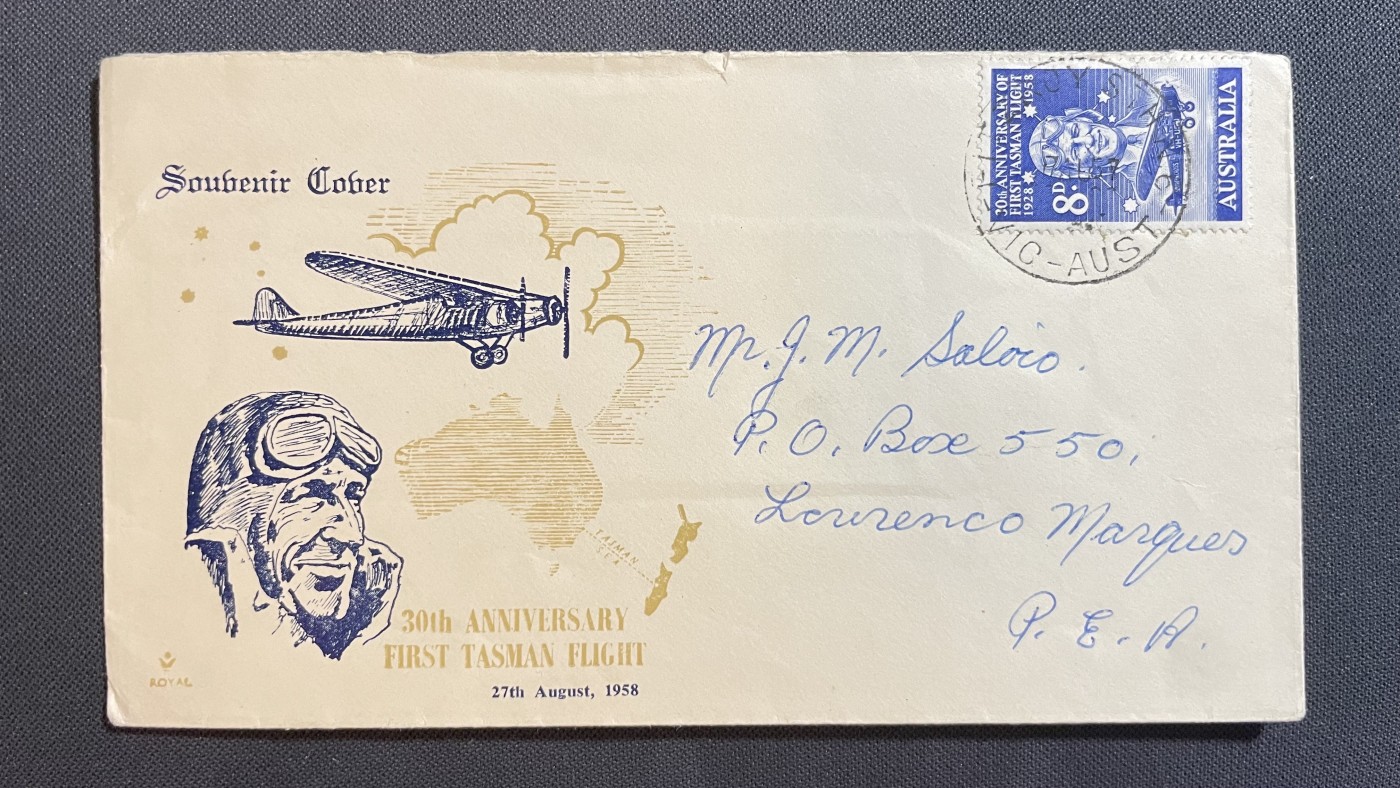 Souvenir Cover
30th ANNIVERSARY OF
FIRST TASMAN FLIGHT
1928 1958
8D.
AUSTRALIA
VIC-AUST
Mr. J. M. Saloio.
P. O. Box 550,
Lourenco Marques
P. E. A.
TASMAN
SEA
30th ANNIVERSARY
FIRST TASMAN FLIGHT
27th August, 1958
ROYAL